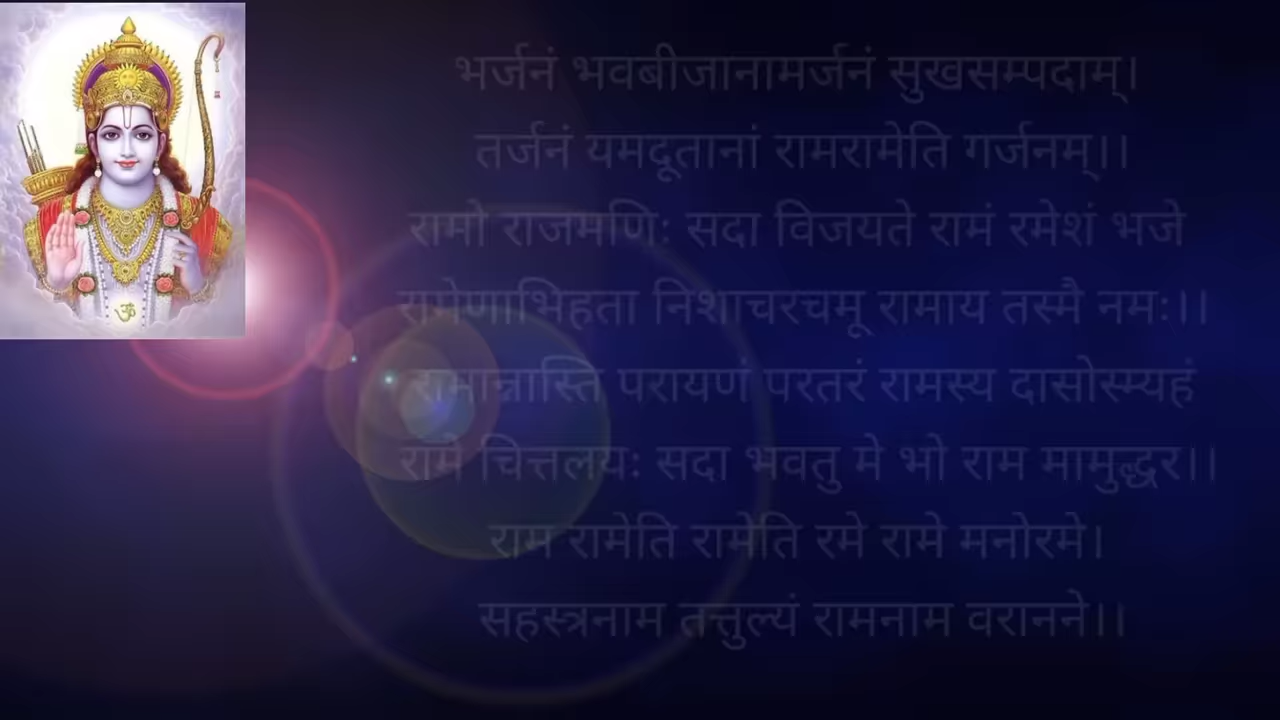 भर्जनं भवबीजानामर्जनं सुखसम्पदाम्।
तर्जनं यमदूतानां रामरामेति गर्जनम्।।
रामो राजमणिः सदा विजयते रामं रमेशं भजे
रामेणाभिहता निशाचरचमू रामाय तस्मै नमः।।
रामान्नास्ति परायणं परतरं रामस्य दासोस्म्यहं
रामे चित्तलयः सदा भवतु मे भो राम मामुद्धर।।
राम रामेति रामेति रमे रामे मनोरमे।
सहस्त्रनाम तत्तुल्यं रामनाम वरानने।।
ॐ